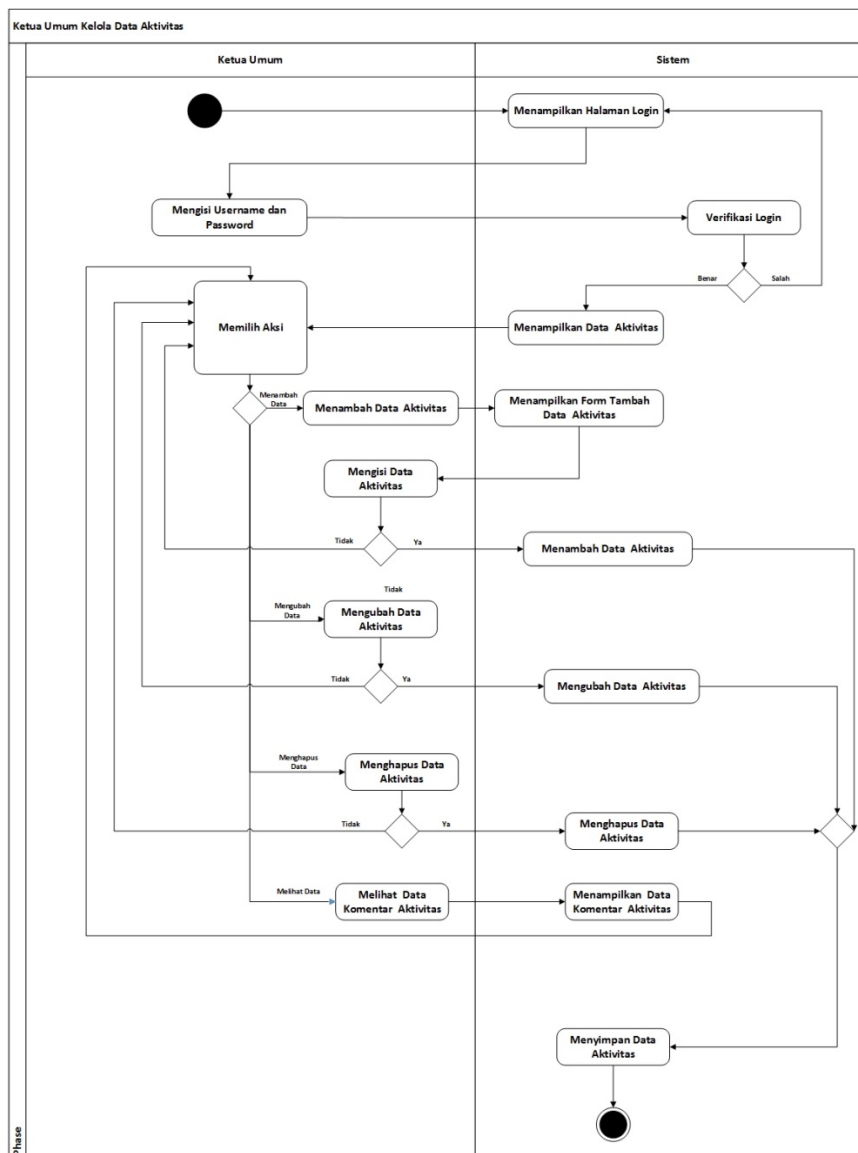 Ketua Umum Kelola Data Aktivitas
Ketua Umum
Sistem
Menampilkan Halaman Login
Mengisi Username dan
Password
Verifikasi Login
Benar
Salah
Memilih Aksi
Menampilkan Data Aktivitas
Menambah
Data
Menambah Data Aktivitas
Menampilkan Form Tambah
Data Aktivitas
Mengisi Data
Aktivitas
Tidak
Ya
Menambah Data Aktivitas
Tidak
Mengubah
Data
Mengubah Data
Aktivitas
Tidak
Ya
Mengubah Data Aktivitas
Menghapus
Data
Menghapus Data
Aktivitas
Tidak
Ya
Menghapus Data
Aktivitas
Melihat Data
Melihat Data
Komentar Aktivitas
Menampilkan Data
Komentar Aktivitas
Menyimpan Data
Aktivitas
Phase